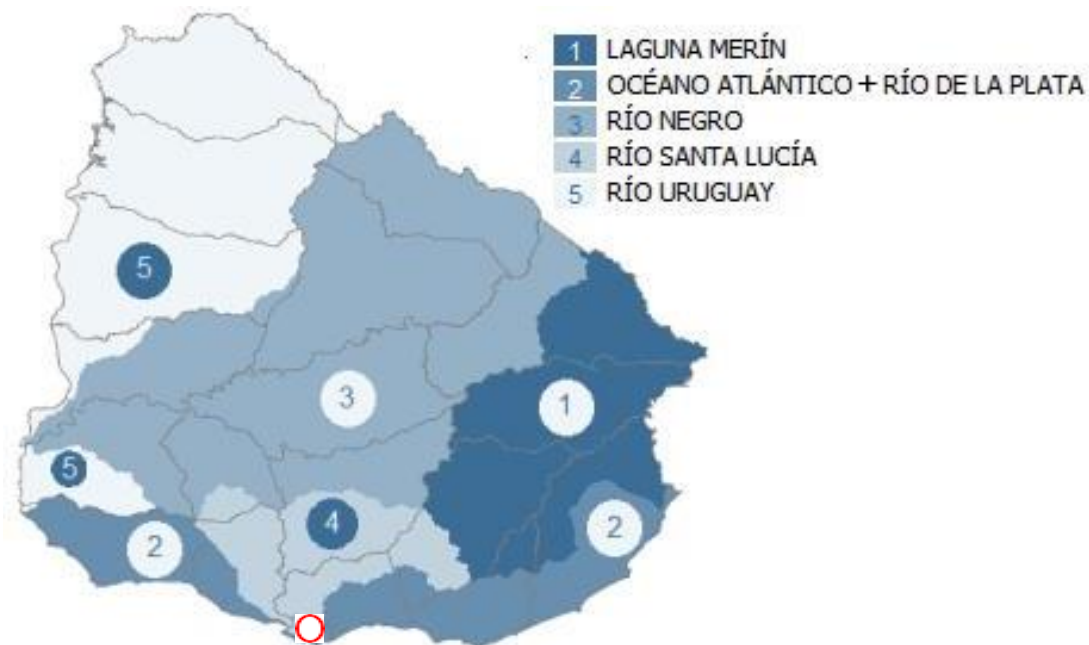 1 LAGUNA MERÍN
2 OCÉANO ATLÁNTICO + RÍO DE LA PLATA
3 RÍO NEGRO
4 RÍO SANTA LUCÍA
5 RÍO URUGUAY
5
3
1
5
4
2
2